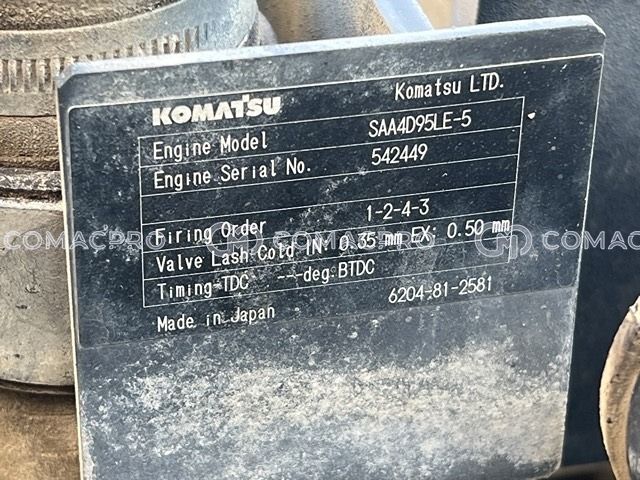 KOMATSU Komatsu LTD.
Engine Model SAA4D95LE-5
Engine Serial No. 542449
Firing Order 1-2-4-3
Valve Lash:Cold IN: 0.35 mm EX: 0.50 mm
Timing-TDC ---deg.BTDC
Made in Japan 6204-81-2581
COMACPRO COMACPRO COMACPRO